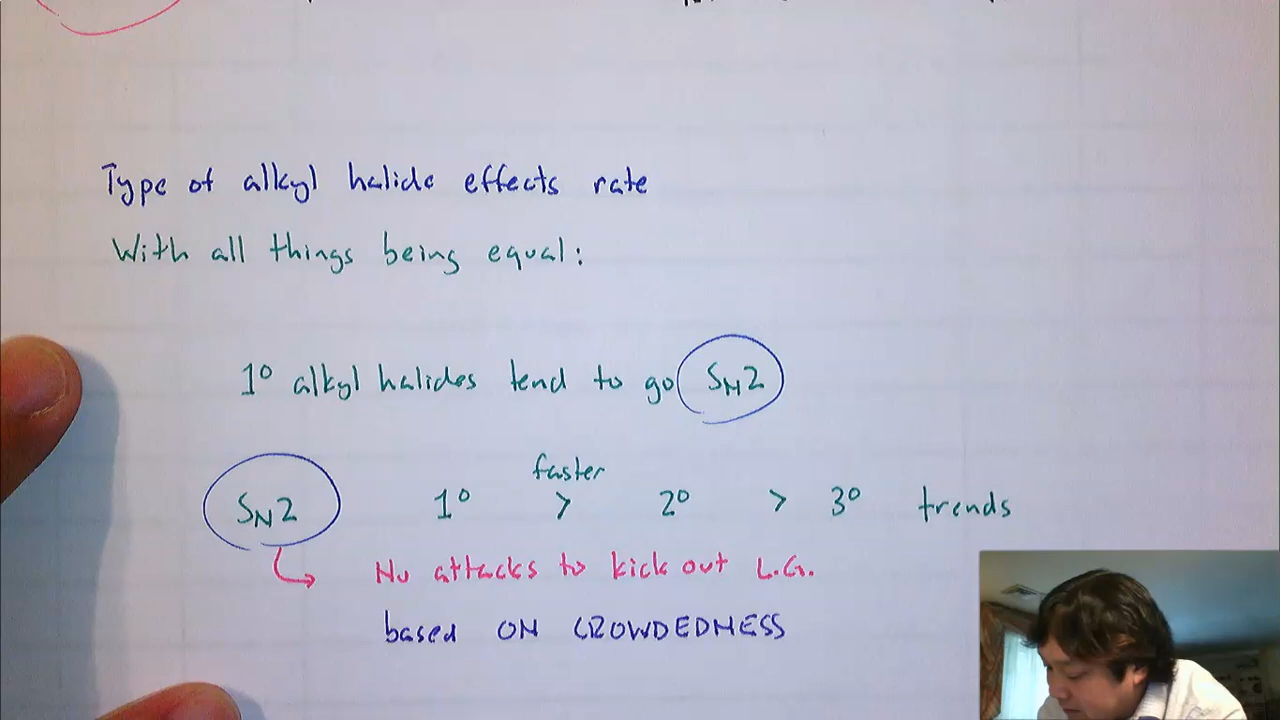 Type of alkyl halide effects rate
With all things being equal:
1° alkyl halides tend to go SN2
faster
SN2 1° > 2° > 3° trends
Nu attacks to kick out L.G.
based ON CROWDEDNESS